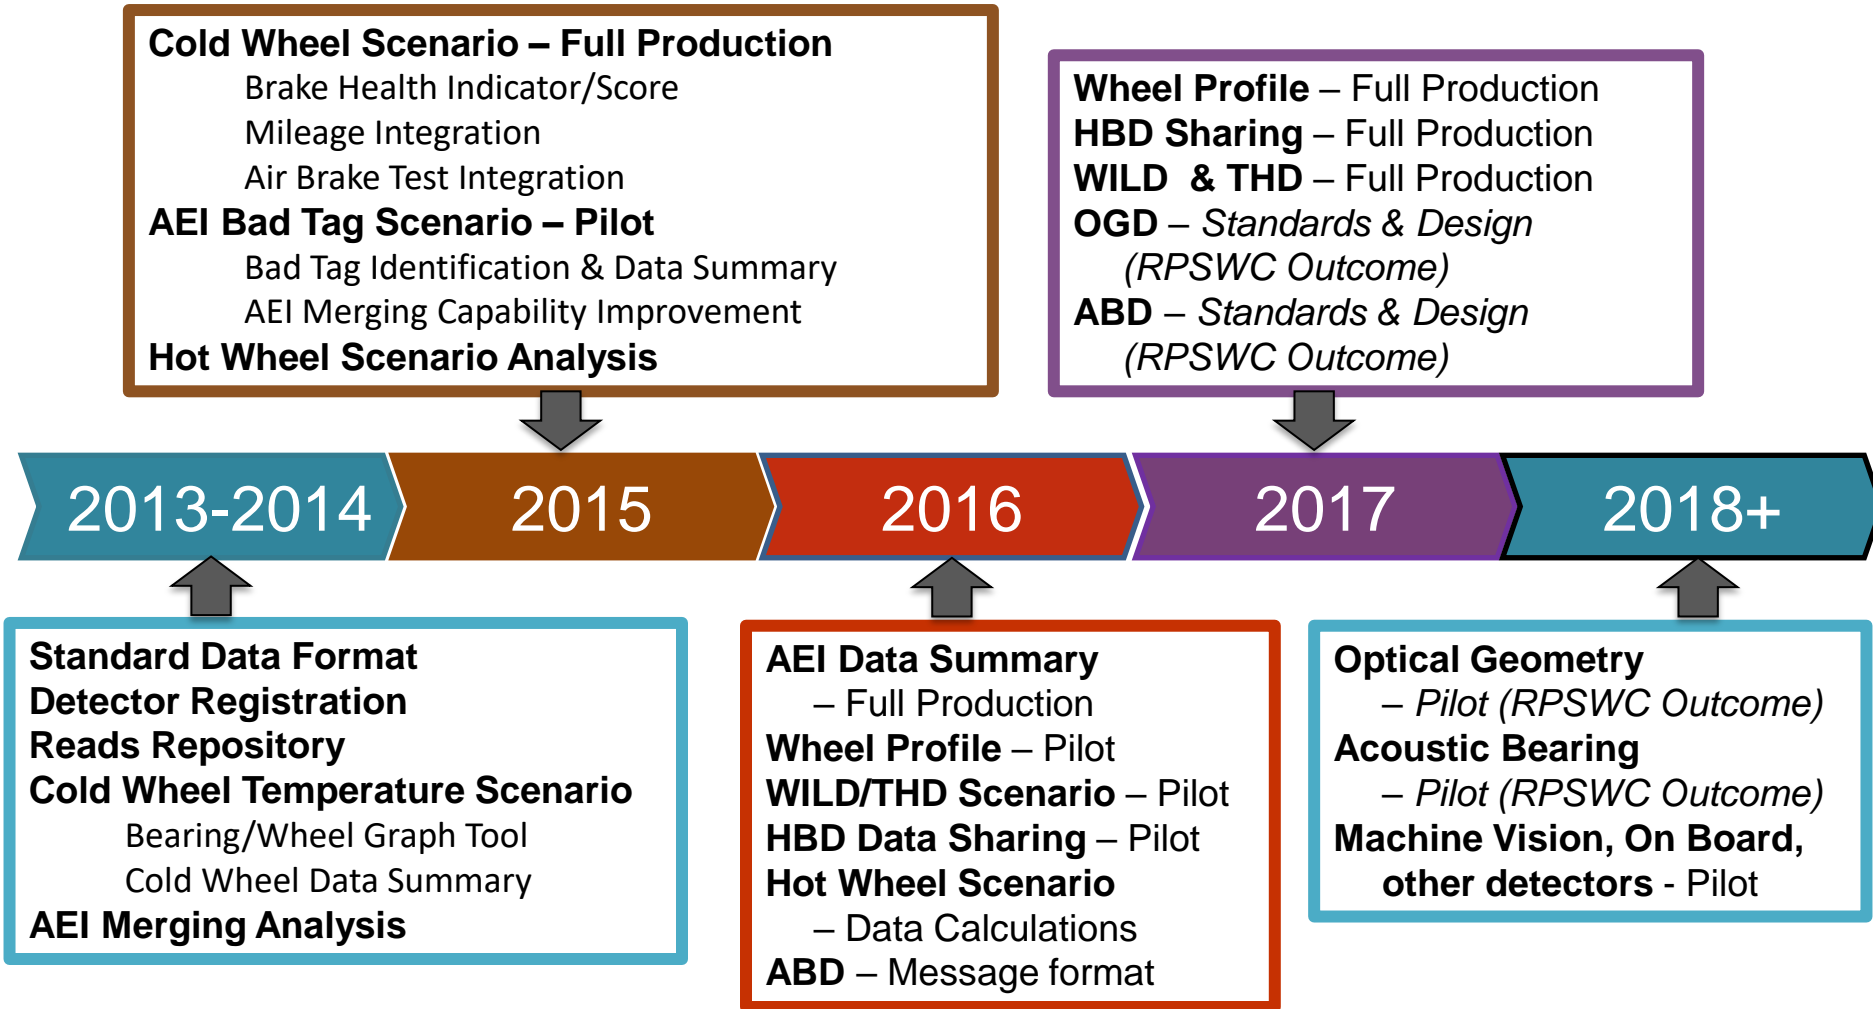 Cold Wheel Scenario – Full Production
Brake Health Indicator/Score
Mileage Integration
Air Brake Test Integration
AEI Bad Tag Scenario – Pilot
Bad Tag Identification & Data Summary
AEI Merging Capability Improvement
Hot Wheel Scenario Analysis
Wheel Profile – Full Production
HBD Sharing – Full Production
WILD & THD – Full Production
OGD – Standards & Design
(RPSWC Outcome)
ABD – Standards & Design
(RPSWC Outcome)
2013-2014
2015
2016
2017
2018+
Standard Data Format
Detector Registration
Reads Repository
Cold Wheel Temperature Scenario
Bearing/Wheel Graph Tool
Cold Wheel Data Summary
AEI Merging Analysis
AEI Data Summary
– Full Production
Wheel Profile – Pilot
WILD/THD Scenario – Pilot
HBD Data Sharing – Pilot
Hot Wheel Scenario
– Data Calculations
ABD – Message format
Optical Geometry
– Pilot (RPSWC Outcome)
Acoustic Bearing
– Pilot (RPSWC Outcome)
Machine Vision, On Board,
other detectors - Pilot